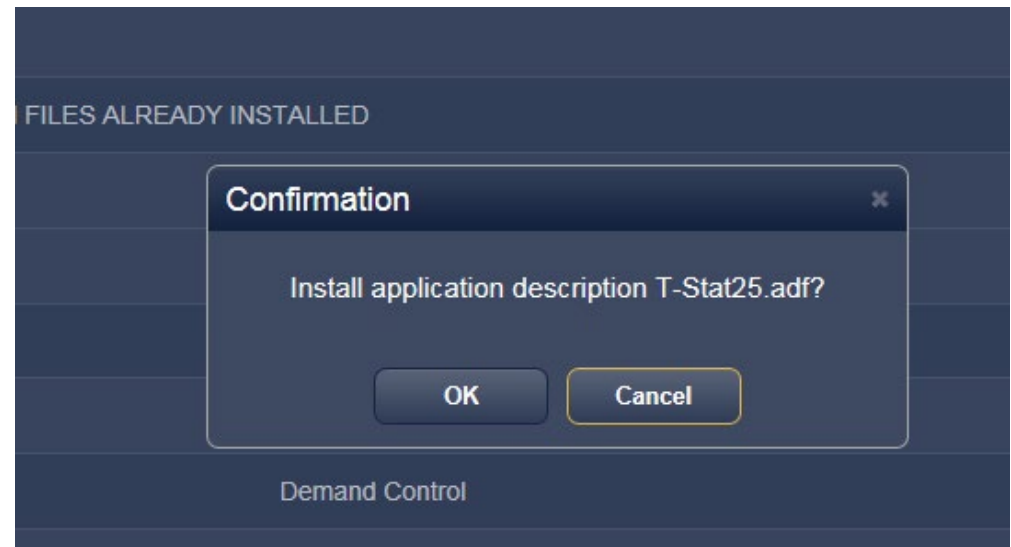 FILES ALREADY INSTALLED
Confirmation
Install application description T-Stat25.adf?
OK
Cancel
Demand Control